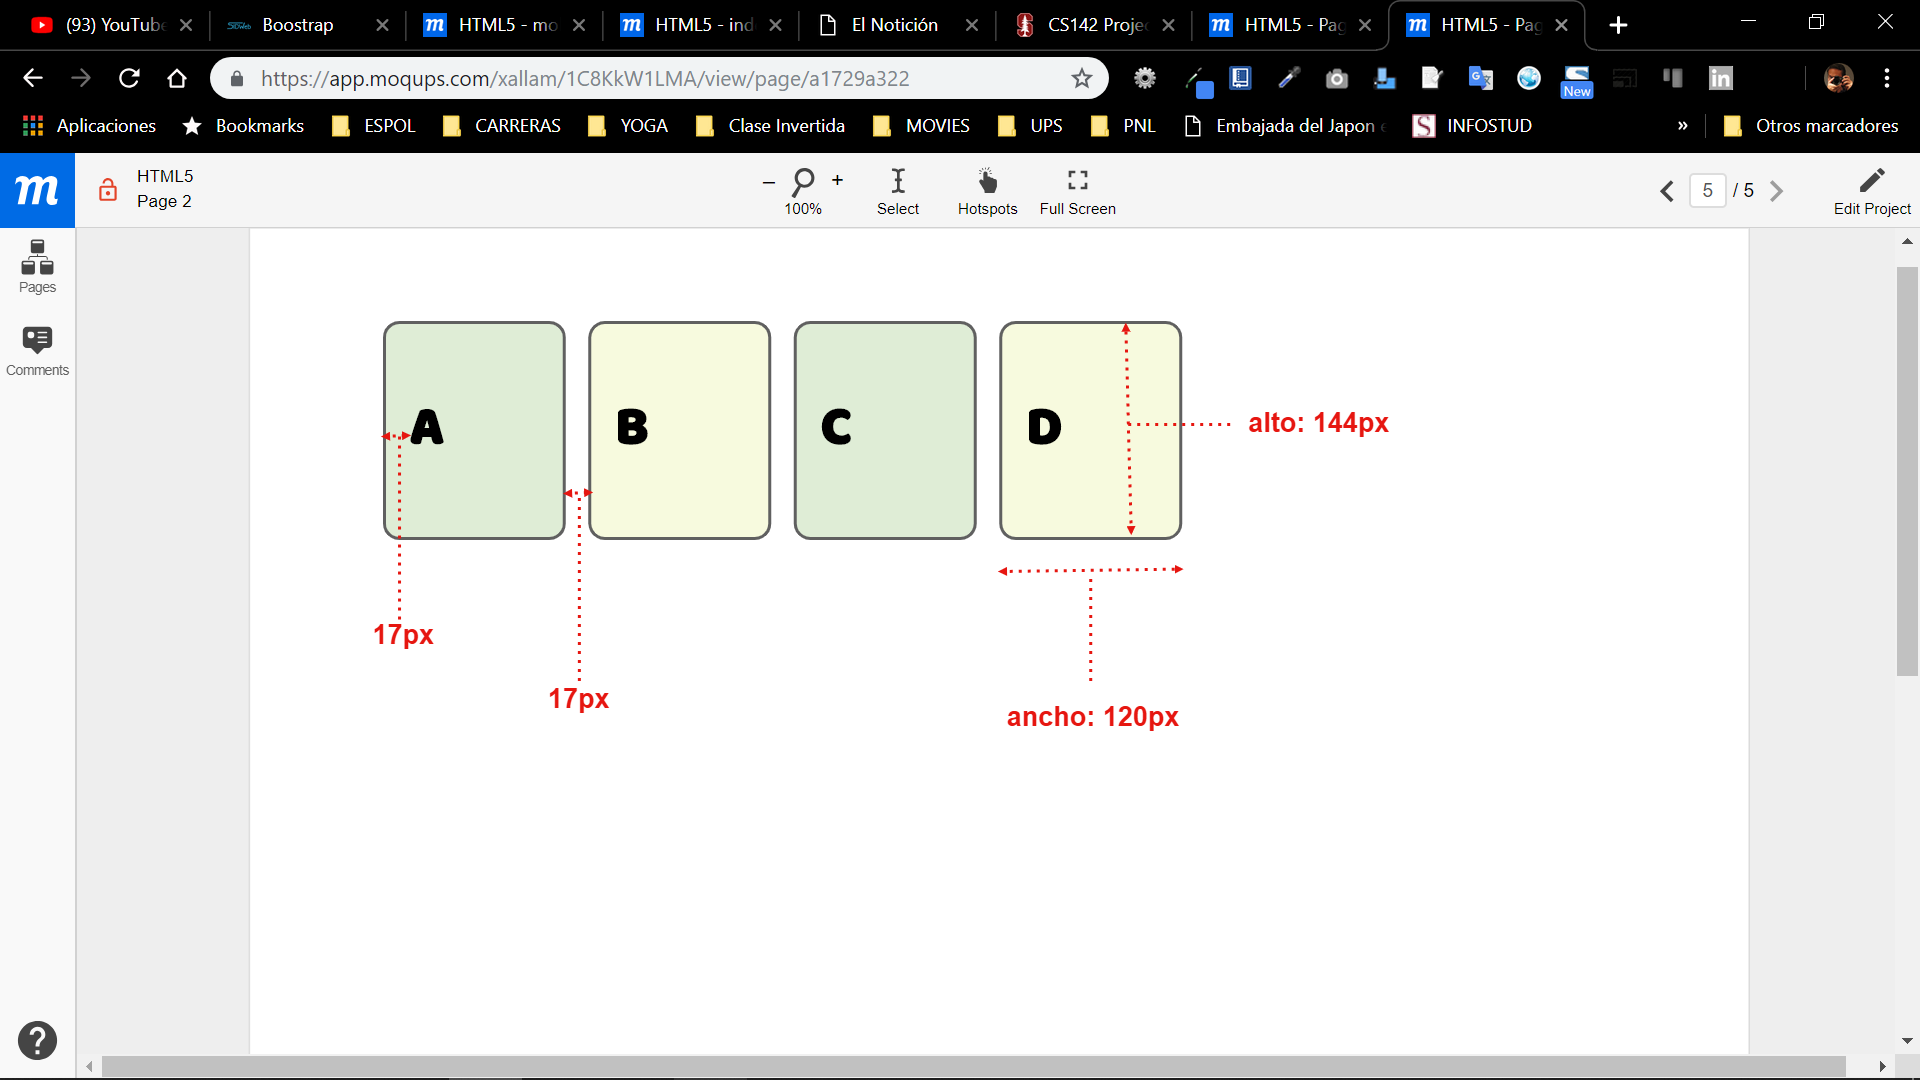 (93) YouTube
Boostrap
HTML5 - mo
HTML5 - ind
El Notición
CS142 Projec
HTML5 - Pag
HTML5 - Pag
https://app.moqups.com/xallam/1C8KkW1LMA/view/page/a1729a322
New
in
Aplicaciones
Bookmarks
ESPOL
CARRERAS
YOGA
Clase Invertida
MOVIES
UPS
PNL
Embajada del Japon e
INFOSTUD
»
Otros marcadores
m
HTML5
Page 2
– +
100%
Select
Hotspots
Full Screen
5 / 5
Edit Project
Pages
Comments
A
B
C
D
alto: 144px
17px
17px
ancho: 120px
?